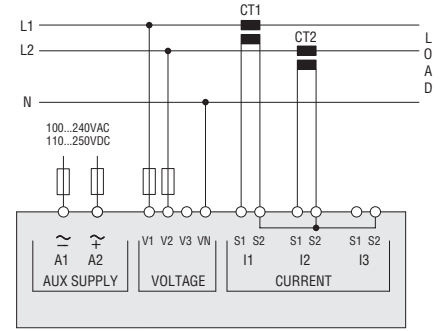 CT1
L1
CT2
L2
L
O
A
D
N
100...240VAC
110...250VDC
V1 V2 V3 VN S1 S2 S1 S2 S1 S2
A1 A2 I1 I2 I3
AUX SUPPLY VOLTAGE CURRENT